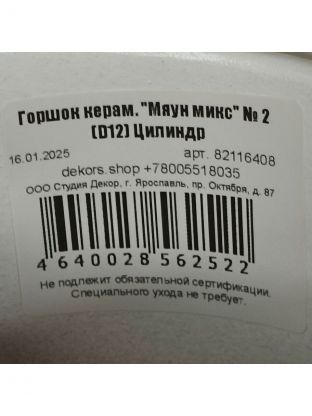 Горшок керам. "Мяун микс" № 2
(D12) Цилиндр
16.01.2025 арт. 82116408
dekors.shop +78005518035
ООО Студия Декор, г. Ярославль, пр. Октября, д. 87
4 640028 562522
Не подлежит обязательной сертификации.
Специального ухода не требует.